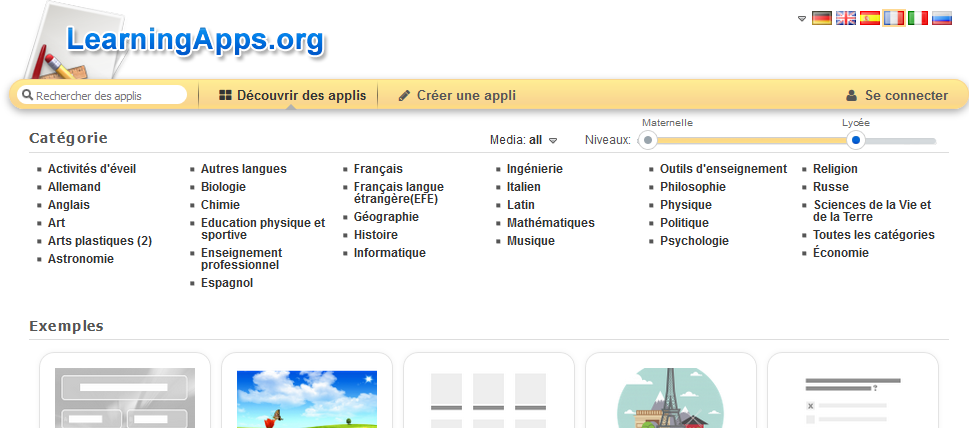 LearningApps.org
Rechercher des applis
Découvrir des applis
Créer une appli
Se connecter
Catégorie
Media: all
Niveaux:
Maternelle
Lycée
Activités d'éveil
Allemand
Anglais
Art
Arts plastiques (2)
Astronomie
Autres langues
Biologie
Chimie
Education physique et
sportive
Enseignement
professionnel
Espagnol
Français
Français langue
étrangère(EFE)
Géographie
Histoire
Informatique
Ingénierie
Italien
Latin
Mathématiques
Musique
Outils d'enseignement
Philosophie
Physique
Politique
Psychologie
Religion
Russe
Sciences de la Vie et
de la Terre
Toutes les catégories
Économie
Exemples
?
x